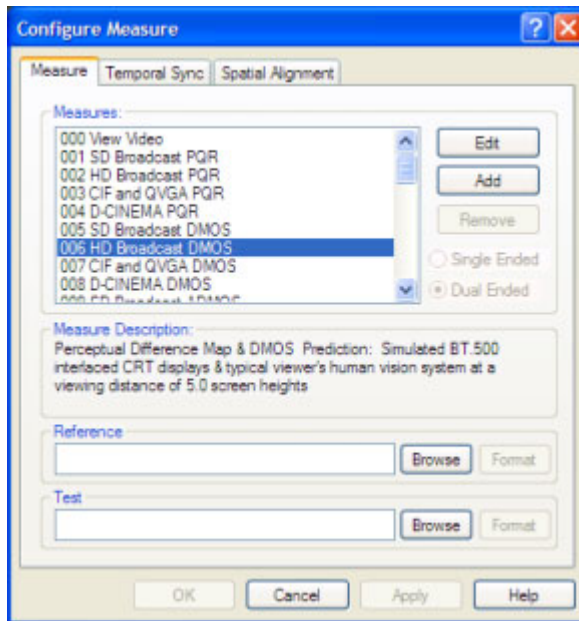 Configure Measure
Measure
Temporal Sync
Spatial Alignment
Measures:
000 View Video
001 SD Broadcast PQR
002 HD Broadcast PQR
003 CIF and QVGA PQR
004 D-CINEMA PQR
005 SD Broadcast DMOS
006 HD Broadcast DMOS
007 CIF and QVGA DMOS
008 D-CINEMA DMOS
009 SD Broadcast ADMOS
Edit
Add
Remove
Single Ended
Dual Ended
Measure Description:
Perceptual Difference Map & DMOS Prediction: Simulated BT.500
interlaced CRT displays & typical viewer's human vision system at a
viewing distance of 5.0 screen heights
Reference
Browse
Format
Test
Browse
Format
OK
Cancel
Apply
Help